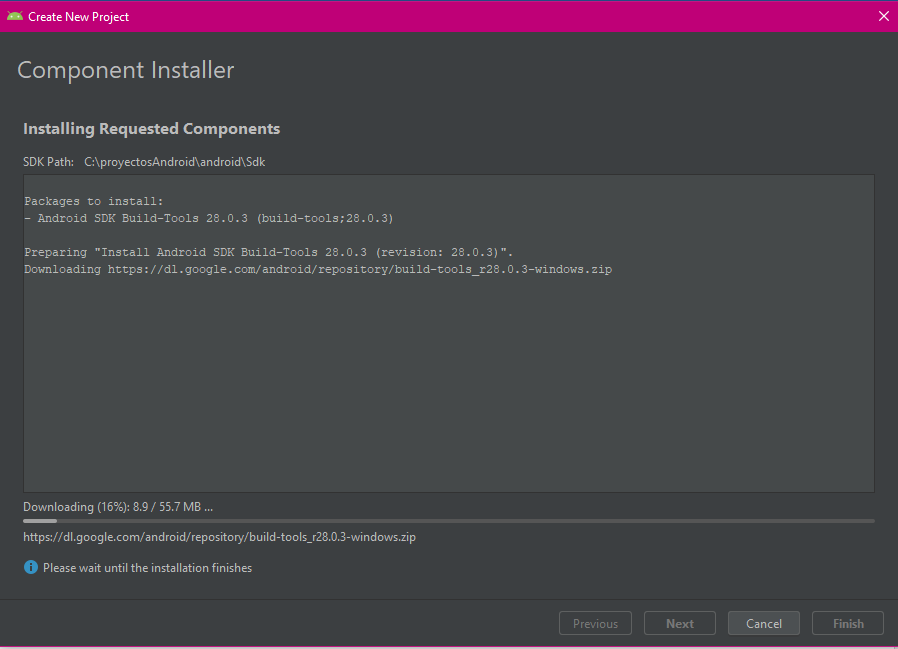 Create New Project
Component Installer
Installing Requested Components
SDK Path: C:\proyectosAndroid\android\Sdk
Packages to install:
- Android SDK Build-Tools 28.0.3 (build-tools;28.0.3)
Preparing "Install Android SDK Build-Tools 28.0.3 (revision: 28.0.3)".
Downloading https://dl.google.com/android/repository/build-tools_r28.0.3-windows.zip
Downloading (16%): 8.9 / 55.7 MB ...
https://dl.google.com/android/repository/build-tools_r28.0.3-windows.zip
Please wait until the installation finishes
Previous Next Cancel Finish